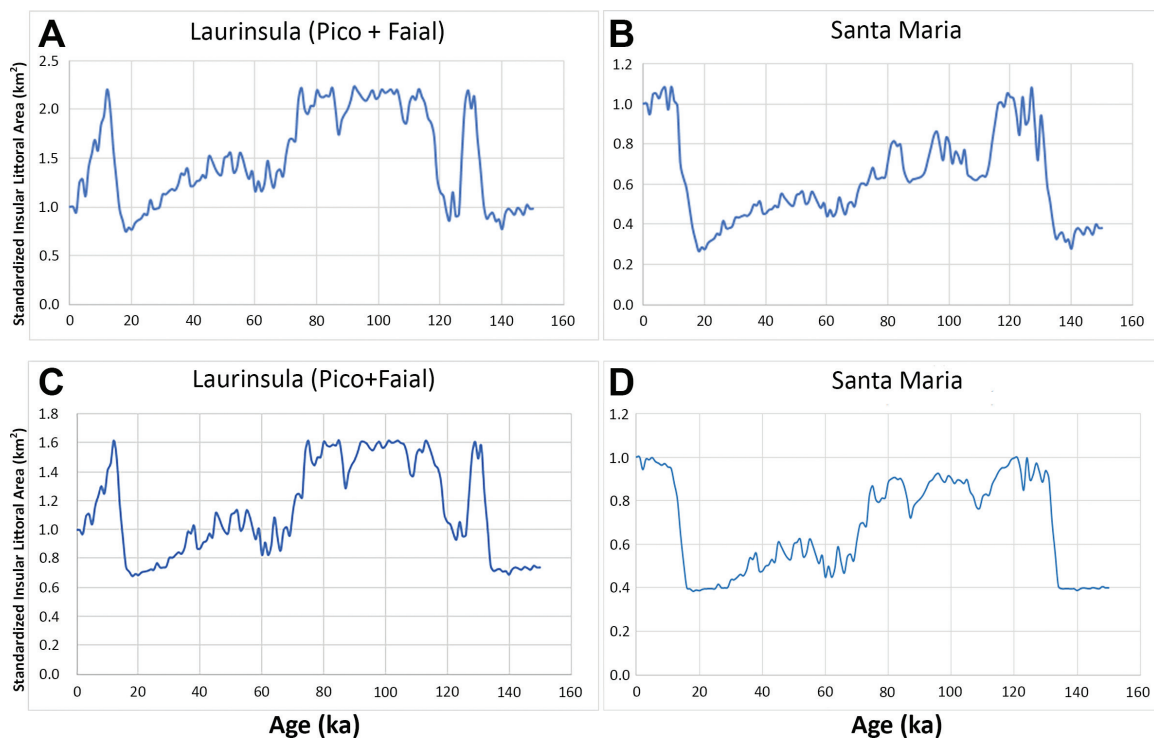 A
Laurinsula (Pico + Faial)
Standardized Insular Littoral Area (km²)
2.5
2.0
1.5
1.0
0.5
0.0
0 20 40 60 80 100 120 140 160
B
Santa Maria
1.2
1.0
0.8
0.6
0.4
0.2
0.0
0 20 40 60 80 100 120 140 160
C
Laurinsula (Pico+Faial)
Standardized Insular Littoral Area (km²)
1.8
1.6
1.4
1.2
1.0
0.8
0.6
0.4
0.2
0.0
0 20 40 60 80 100 120 140 160
Age (ka)
D
Santa Maria
1.2
1.0
0.8
0.6
0.4
0.2
0.0
0 20 40 60 80 100 120 140 160
Age (ka)